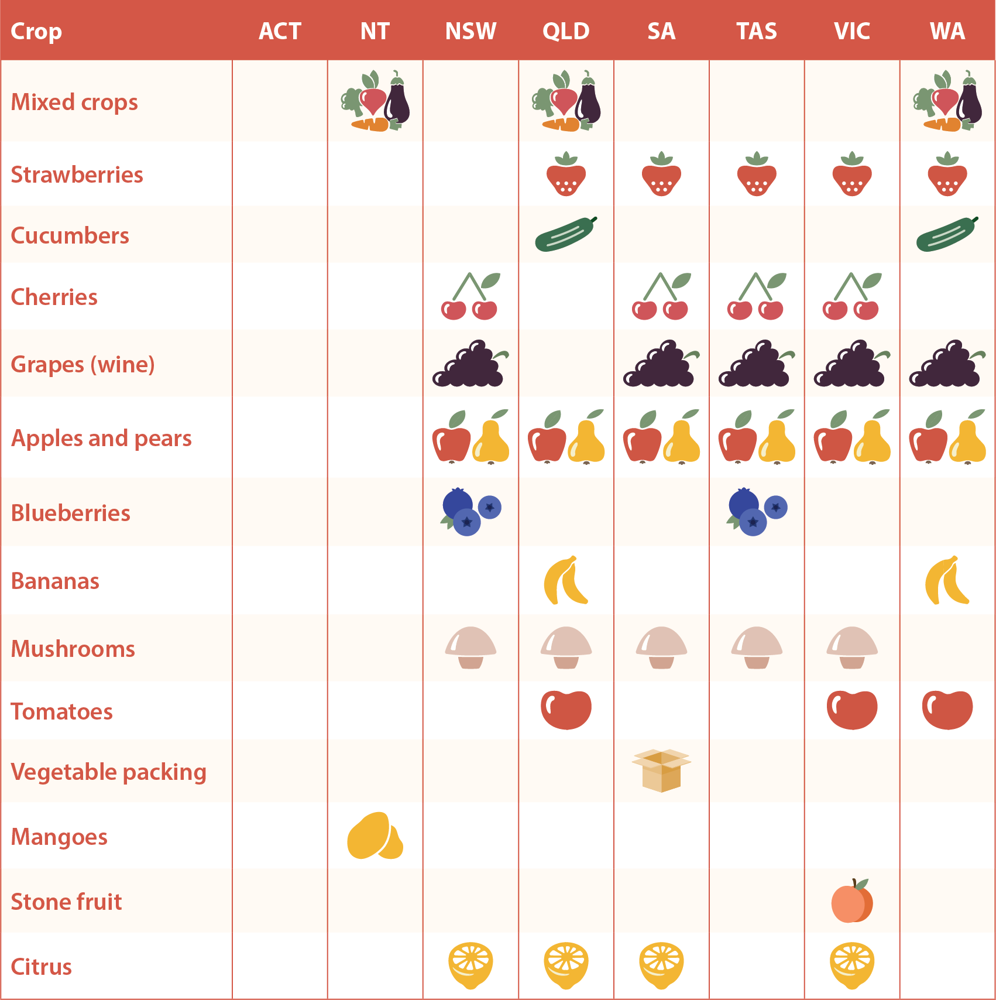 Crop ACT NT NSW QLD SA TAS VIC WA
Mixed crops
Strawberries
Cucumbers
Cherries
Grapes (wine)
Apples and pears
Blueberries
Bananas
Mushrooms
Tomatoes
Vegetable packing
Mangoes
Stone fruit
Citrus